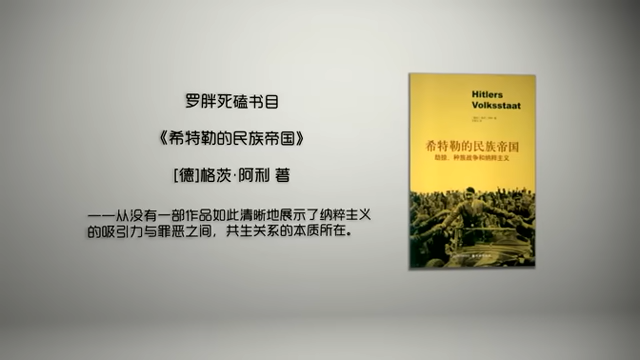 罗胖死磕书目
《希特勒的民族帝国》
[德]格茨·阿利 著
——从没有一部作品如此清晰地展示了纳粹主义
的吸引力与罪恶之间，共生关系的本质所在。
Hitlers
Volksstaat
希特勒的民族帝国
劫掠、种族战争和纳粹主义